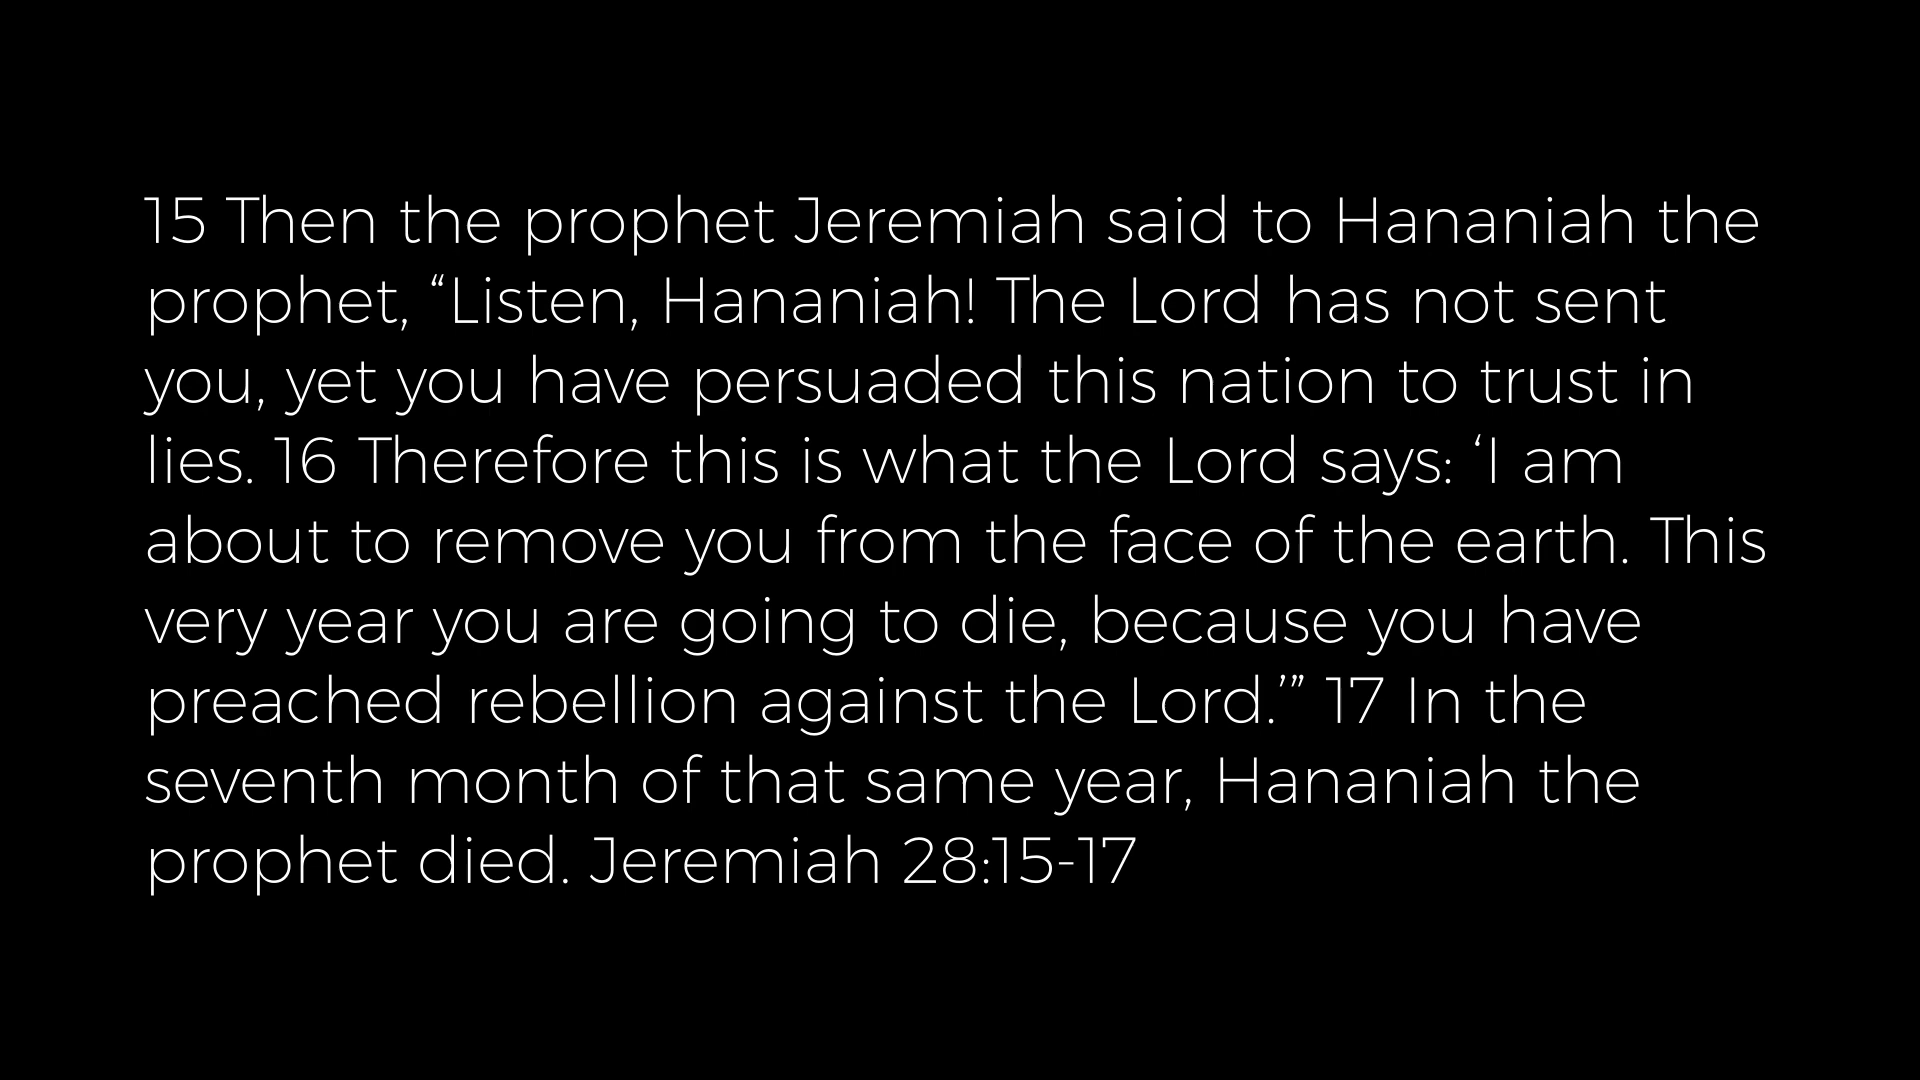 15 Then the prophet Jeremiah said to Hananiah the
prophet, “Listen, Hananiah! The Lord has not sent
you, yet you have persuaded this nation to trust in
lies. 16 Therefore this is what the Lord says: ‘I am
about to remove you from the face of the earth. This
very year you are going to die, because you have
preached rebellion against the Lord.’” 17 In the
seventh month of that same year, Hananiah the
prophet died. Jeremiah 28:15-17